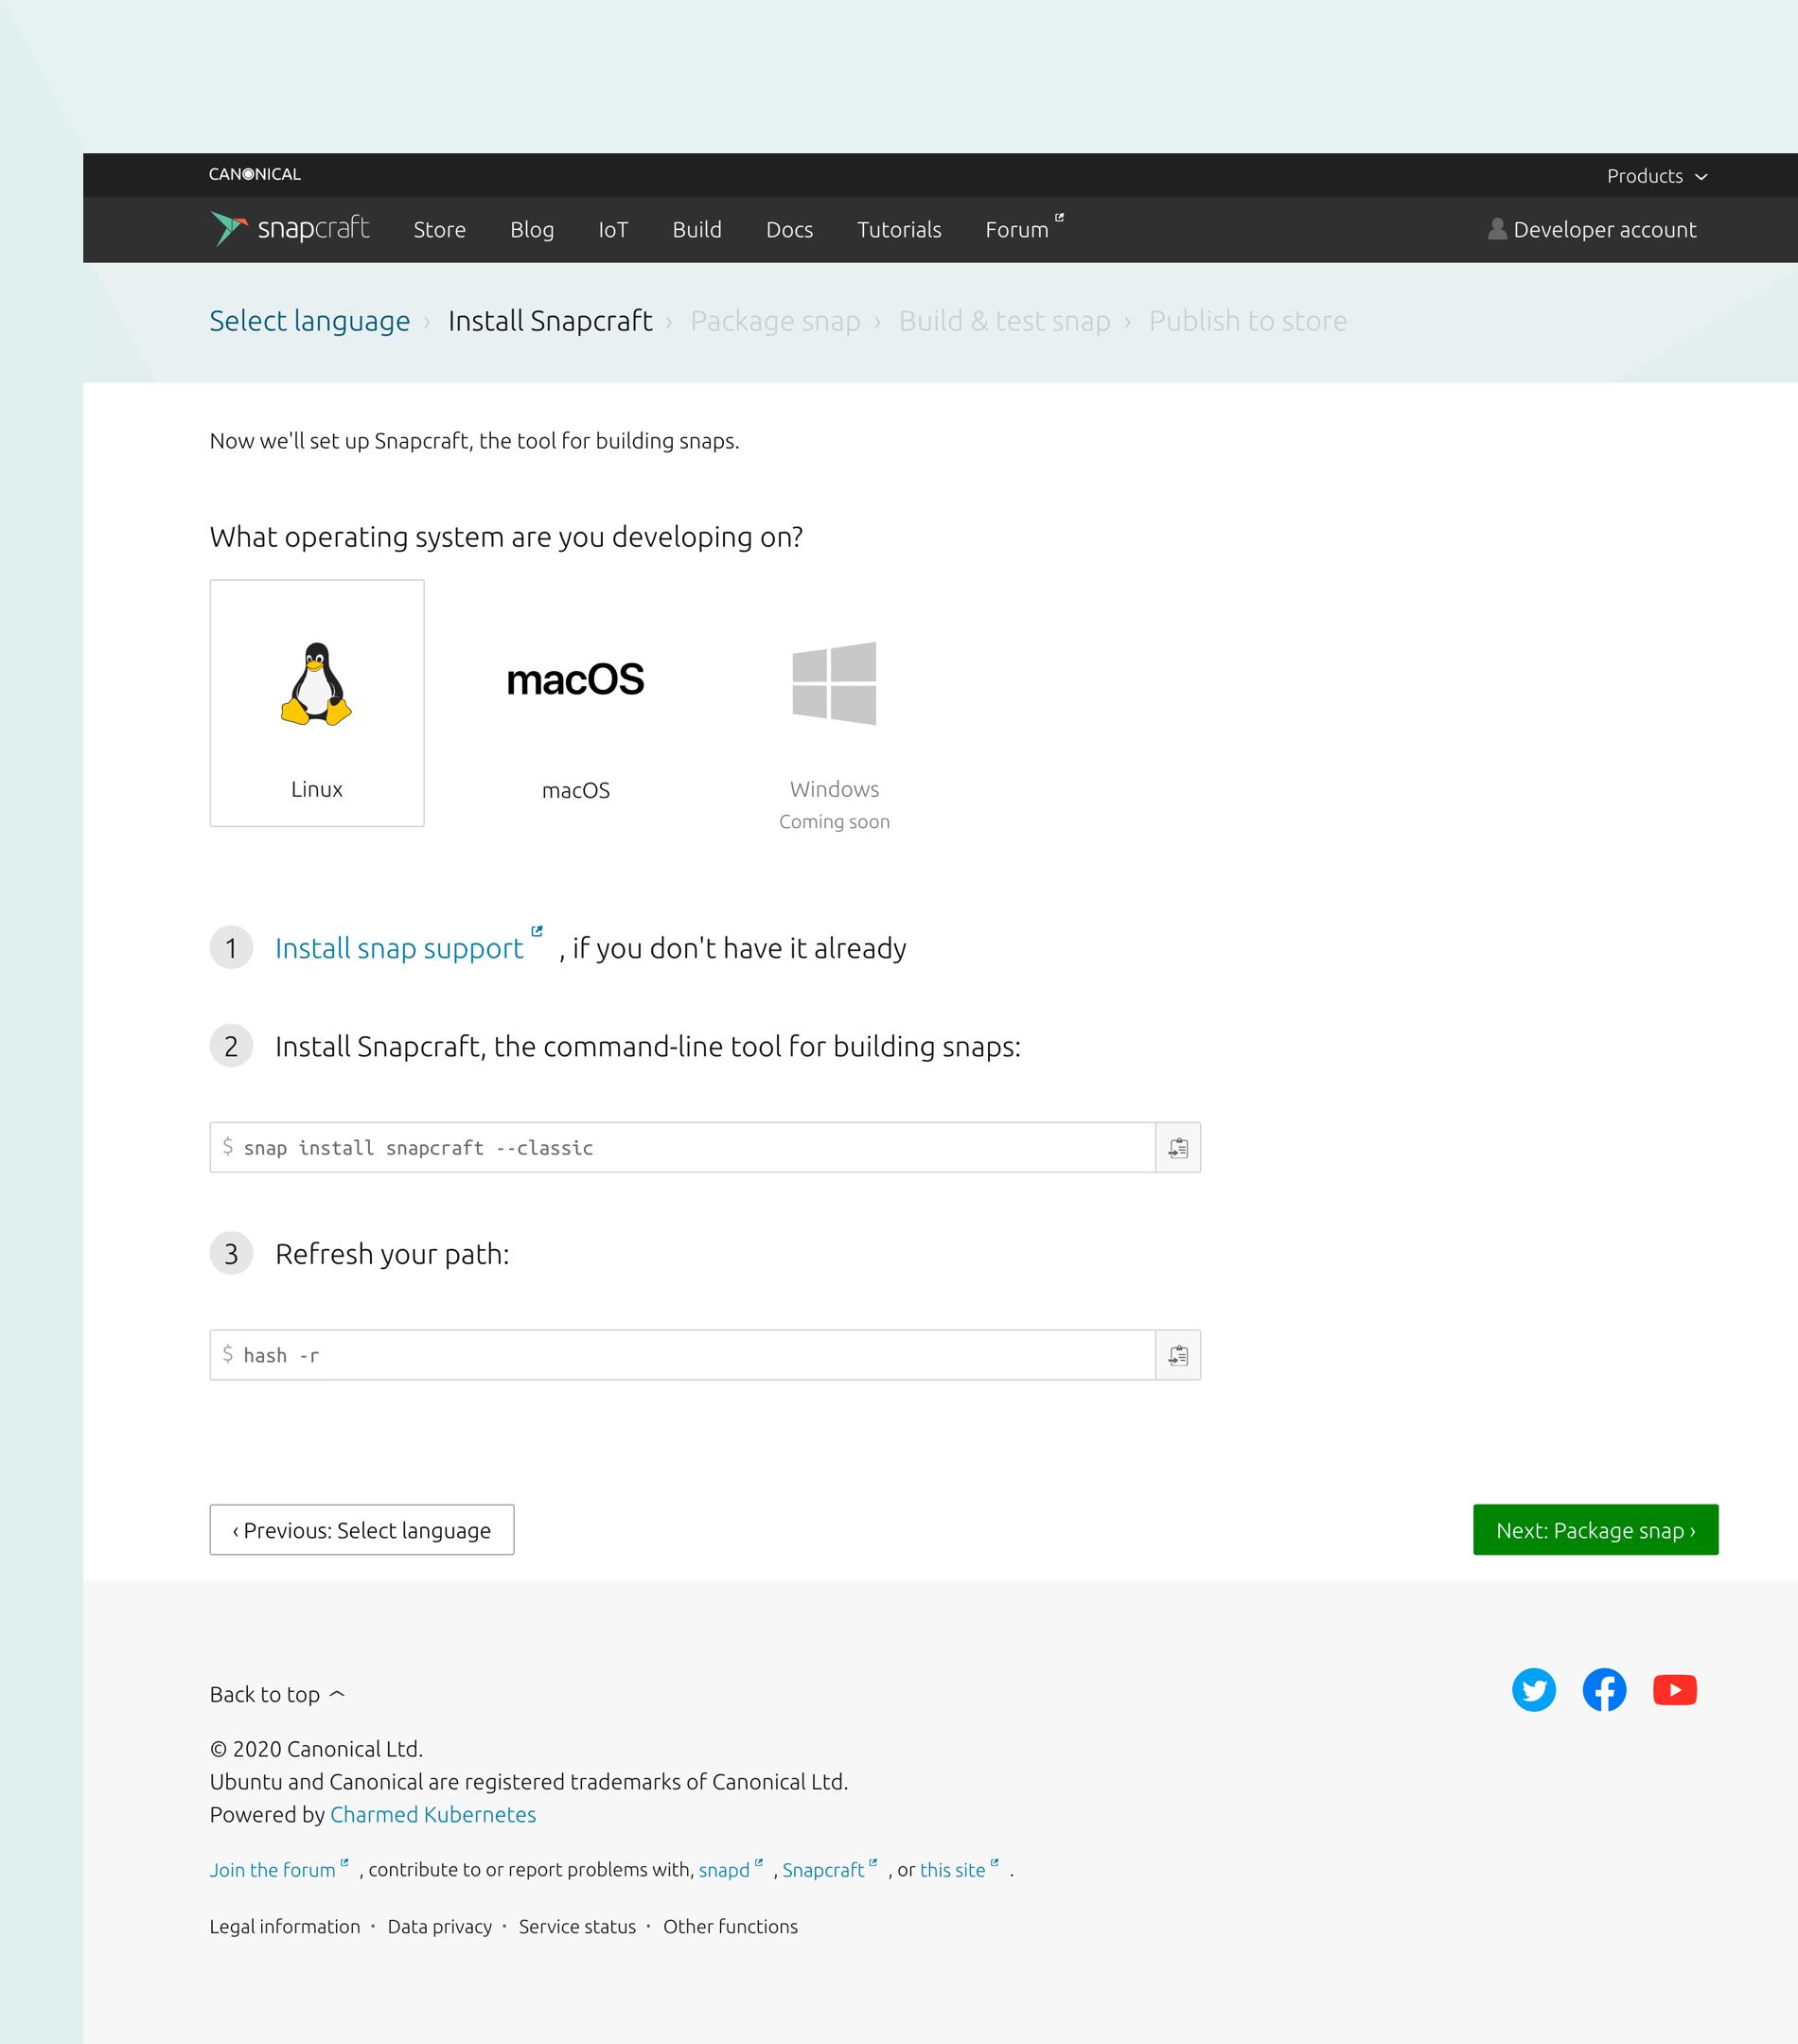 CANONICAL
Products
snapcraft Store Blog IoT Build Docs Tutorials Forum Developer account
Select language › Install Snapcraft › Package snap › Build & test snap › Publish to store
Now we'll set up Snapcraft, the tool for building snaps.
What operating system are you developing on?
macOS
Linux macOS Windows
Coming soon
1 Install snap support , if you don't have it already
2 Install Snapcraft, the command-line tool for building snaps:
$ snap install snapcraft --classic
3 Refresh your path:
$ hash -r
‹ Previous: Select language Next: Package snap ›
Back to top
© 2020 Canonical Ltd.
Ubuntu and Canonical are registered trademarks of Canonical Ltd.
Powered by Charmed Kubernetes
Join the forum , contribute to or report problems with, snapd , Snapcraft , or this site .
Legal information • Data privacy • Service status • Other functions